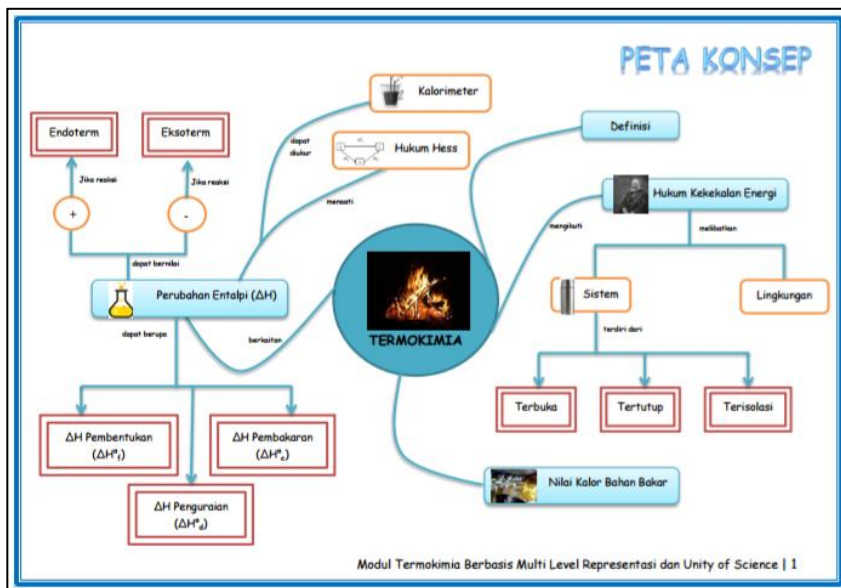 PETA KONSEP
Kalorimeter
Definisi
Endoterm
Eksoterm
dapat
diukur
Hukum Hess
Jika reaksi
Jika reaksi
menaati
Hukum Kekekalan Energi
+
-
mengikuti
melibatkan
dapat bernilai
Perubahan Entalpi (ΔH)
Sistem
Lingkungan
dapat berupa
berkaitan
TERMOKIMIA
terdiri dari
Terbuka
Tertutup
Terisolasi
ΔH Pembentukan
(ΔH°f)
ΔH Pembakaran
(ΔH°c)
Nilai Kalor Bahan Bakar
ΔH Penguraian
(ΔH°d)
Modul Termokimia Berbasis Multi Level Representasi dan Unity of Science | 1